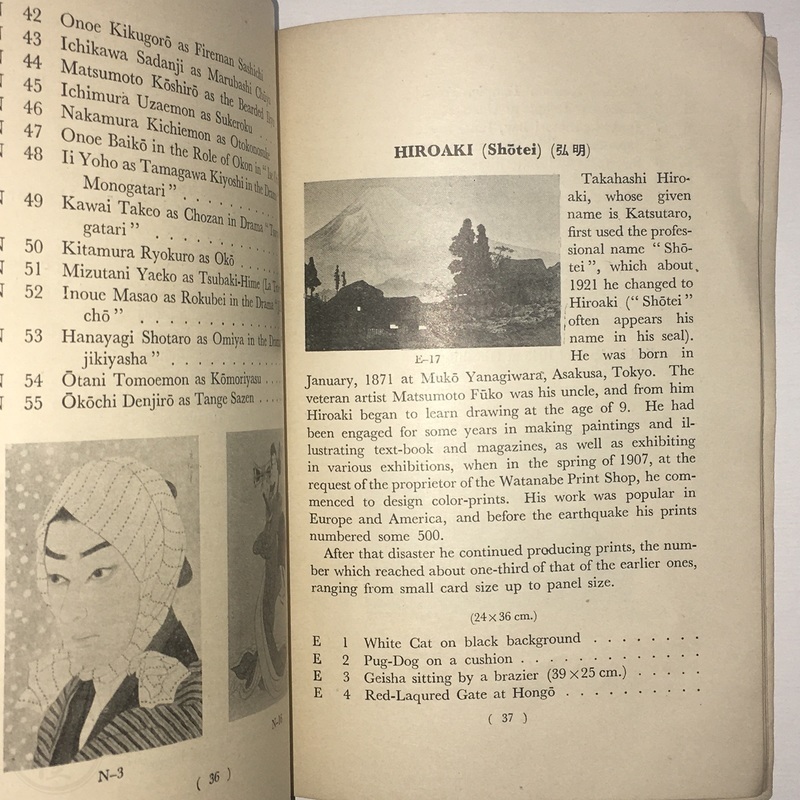 42 Onoe Kikugorō as Fireman Sashichi
43 Ichikawa Sadanji as Marubashi
44 Matsumoto Kōshirō as the Bearded
45 Ichimura Uzaemon as Sukeroku . .
46 Nakamura Kichiemon as
47 Onoe Baikō in the Role of Okon in
48 Ii Yoho as Tamagawa Kiyoshi in the Drama
Monogatari" . . . . . . . . .
49 Kawai Takeo as Chozan in Drama
gatari" . . . . . . . . . .
50 Kitamura Ryokuro as Okō . . . .
51 Mizutani Yaeko as Tsubaki-Hime (La
52 Inoue Masao as Rokubei in the Drama
chō" . . . . . . . . . . .
53 Hanayagi Shotaro as Omiya in the Drama
jikiyasha" . . . . . . . . .
54 Ōtani Tomoemon as Kōmoriyasu . . . .
55 Ōkōchi Denjirō as Tange Sazen . . . .
N-3
( 36 )
HIROAKI (Shōtei) (弘明)
Takahashi Hiro-
aki, whose given
name is Katsutaro,
first used the profes-
sional name "Shō-
tei", which about
1921 he changed to
Hiroaki ("Shōtei"
often appears his
name in his seal).
He was born in
E-17
January, 1871 at Mukō Yanagiwara, Asakusa, Tokyo. The
veteran artist Matsumoto Fūko was his uncle, and from him
Hiroaki began to learn drawing at the age of 9. He had
been engaged for some years in making paintings and il-
lustrating text-book and magazines, as well as exhibiting
in various exhibitions, when in the spring of 1907, at the
request of the proprietor of the Watanabe Print Shop, he com-
menced to design color-prints. His work was popular in
Europe and America, and before the earthquake his prints
numbered some 500.
After that disaster he continued producing prints, the num-
ber which reached about one-third of that of the earlier ones,
ranging from small card size up to panel size.
(24×36 cm.)
E 1 White Cat on black background . . . . . . . .
E 2 Pug-Dog on a cushion . . . . . . . . . . .
E 3 Geisha sitting by a brazier (39×25 cm.) . . . . .
E 4 Red-Laqured Gate at Hongō . . . . . . . . . .
( 37 )